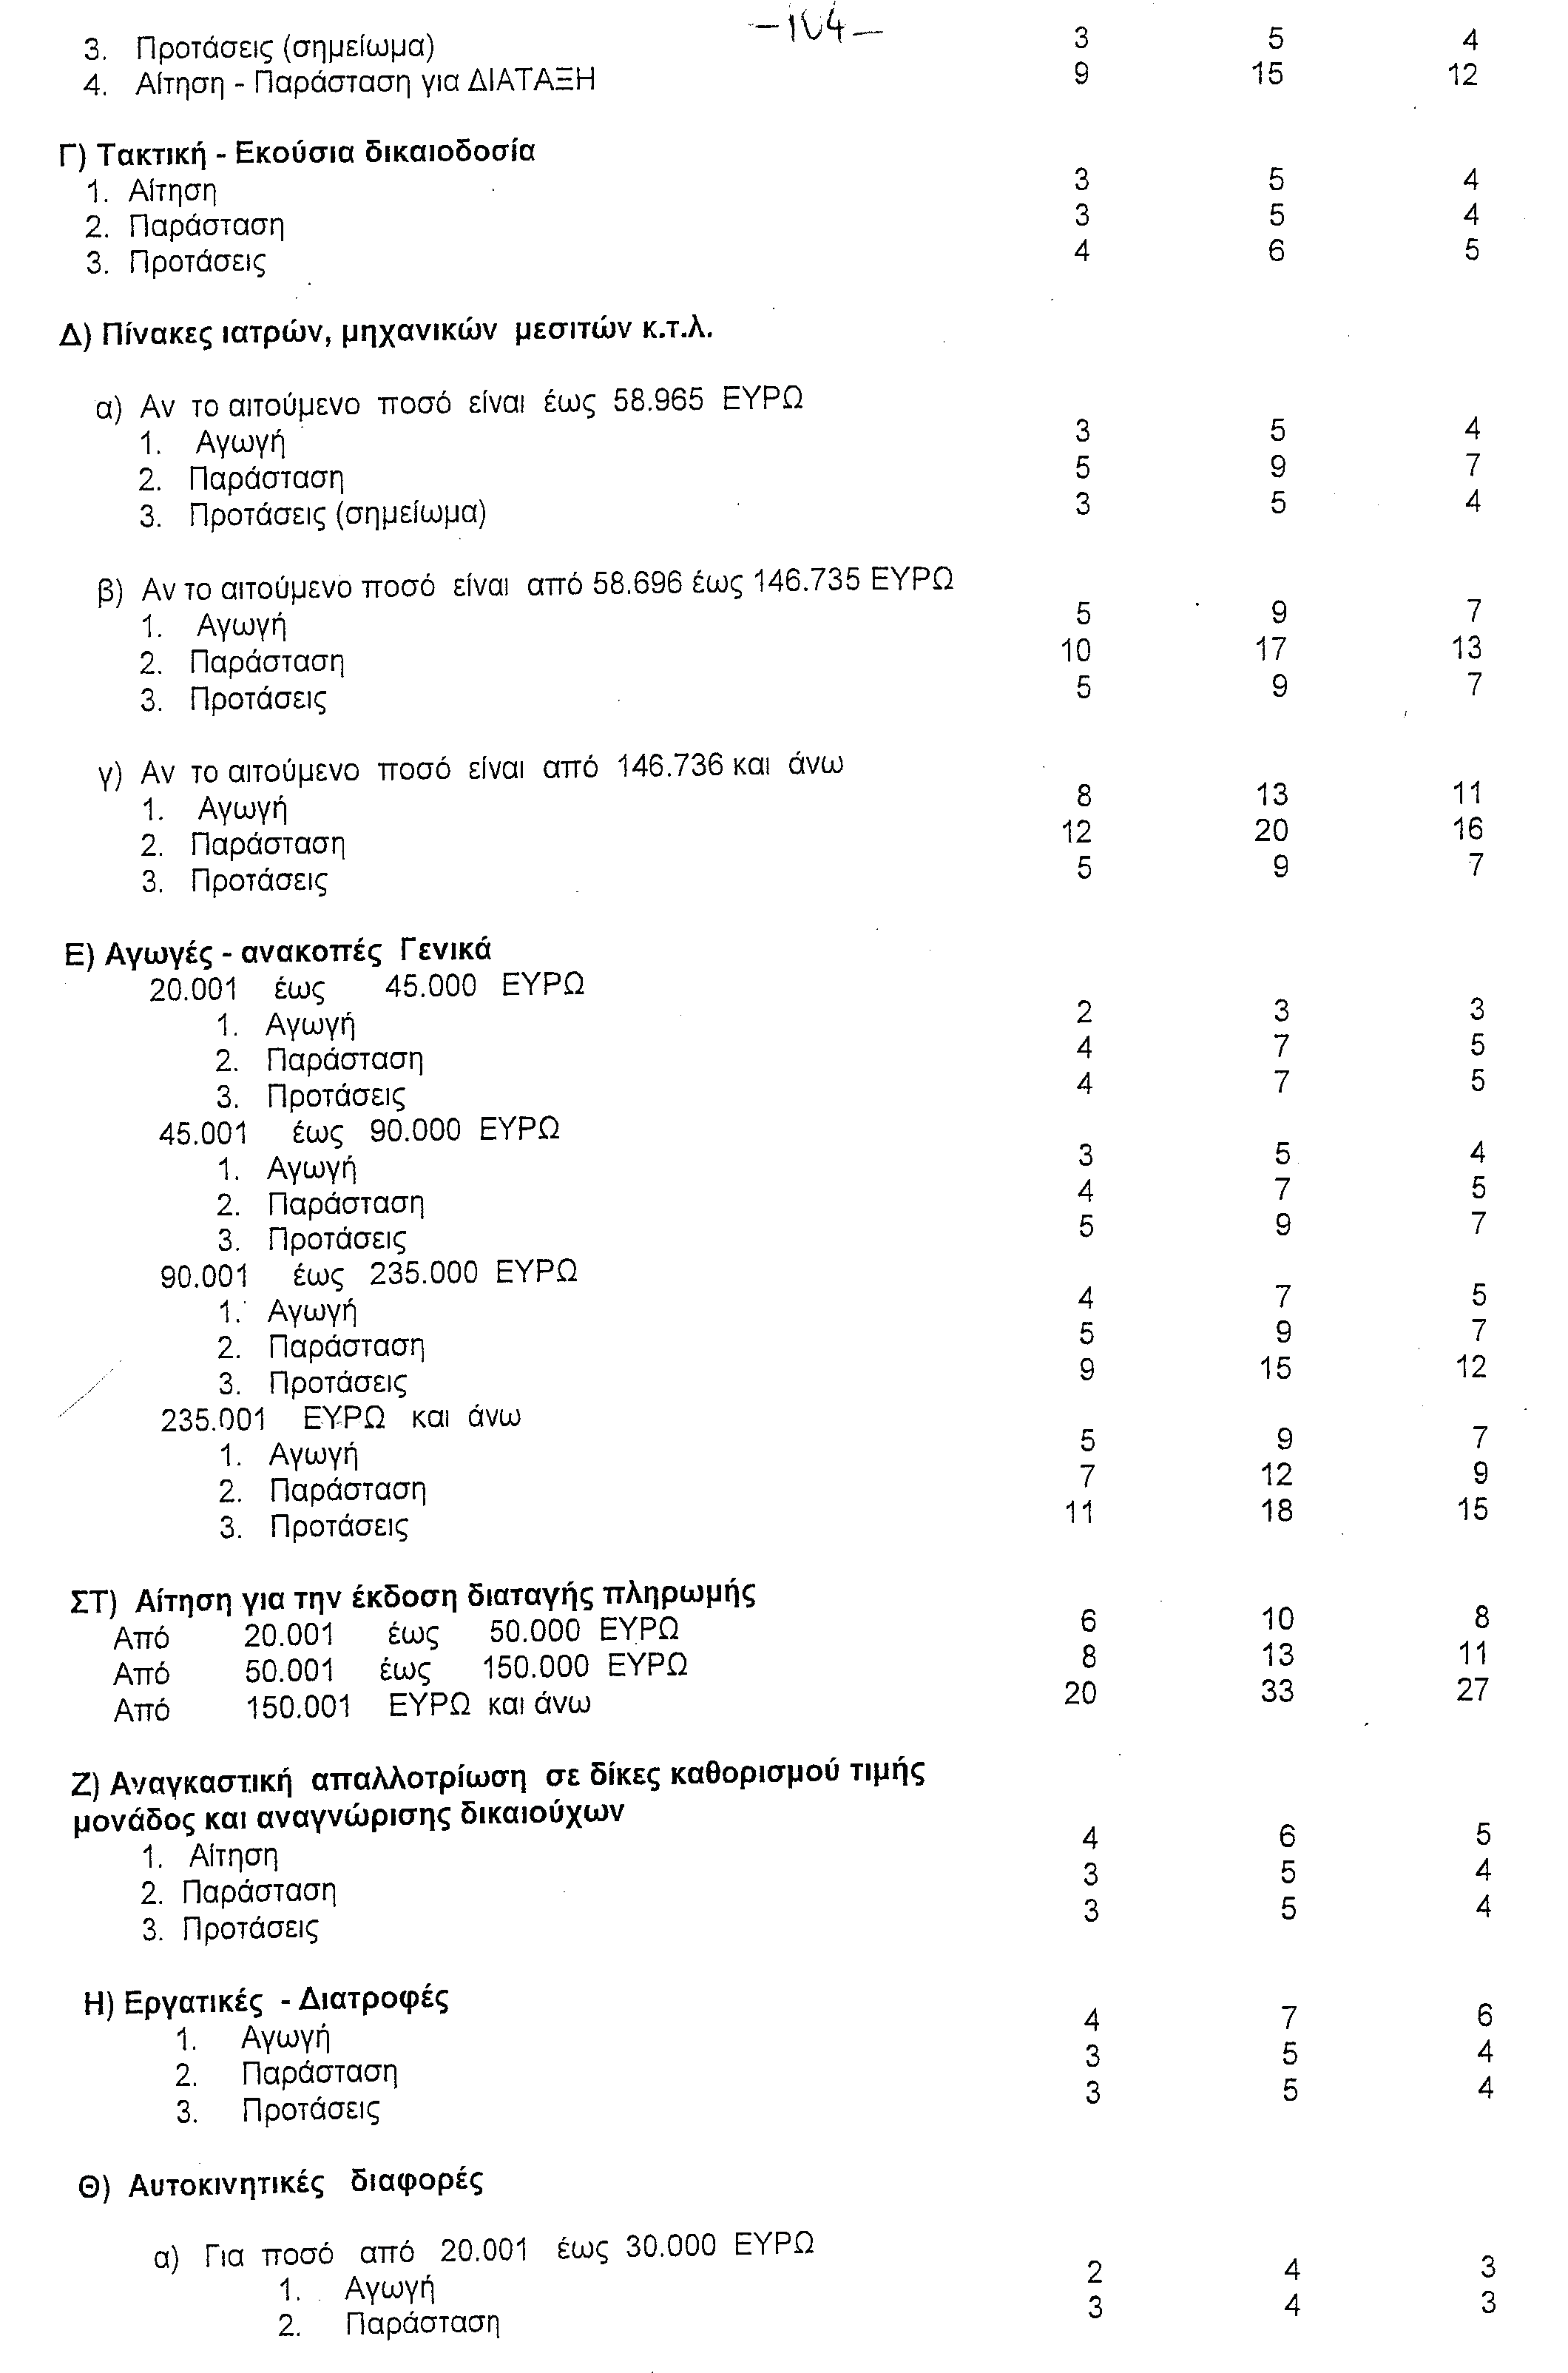 -104-
3. Προτάσεις (σημείωμα) 3 5 4
4. Αίτηση - Παράσταση για ΔΙΑΤΑΞΗ 9 15 12
Γ) Τακτική - Εκούσια δικαιοδοσία
1. Αίτηση 3 5 4
2. Παράσταση 3 5 4
3. Προτάσεις 4 6 5
Δ) Πίνακες ιατρών, μηχανικών μεσιτών κ.τ.λ.
α) Αν το αιτούμενο ποσό είναι έως 58.965 ΕΥΡΩ
1. Αγωγή 3 5 4
2. Παράσταση 5 9 7
3. Προτάσεις (σημείωμα) 3 5 4
β) Αν το αιτούμενο ποσό είναι από 58.696 έως 146.735 ΕΥΡΩ
1. Αγωγή 5 9 7
2. Παράσταση 10 17 13
3. Προτάσεις 5 9 7
γ) Αν το αιτούμενο ποσό είναι από 146.736 και άνω
1. Αγωγή 8 13 11
2. Παράσταση 12 20 16
3. Προτάσεις 5 9 7
Ε) Αγωγές - ανακοπές Γενικά
20.001 έως 45.000 ΕΥΡΩ
1. Αγωγή 2 3 3
2. Παράσταση 4 7 5
3. Προτάσεις 4 7 5
45.001 έως 90.000 ΕΥΡΩ
1. Αγωγή 3 5 4
2. Παράσταση 4 7 5
3. Προτάσεις 5 9 7
90.001 έως 235.000 ΕΥΡΩ
1. Αγωγή 4 7 5
2. Παράσταση 5 9 7
3. Προτάσεις 9 15 12
235.001 ΕΥΡΩ και άνω
1. Αγωγή 5 9 7
2. Παράσταση 7 12 9
3. Προτάσεις 11 18 15
ΣΤ) Αίτηση για την έκδοση διαταγής πληρωμής
Από 20.001 έως 50.000 ΕΥΡΩ 6 10 8
Από 50.001 έως 150.000 ΕΥΡΩ 8 13 11
Από 150.001 ΕΥΡΩ και άνω 20 33 27
Ζ) Αναγκαστική απαλλοτρίωση σε δίκες καθορισμού τιμής
μονάδος και αναγνώρισης δικαιούχων
1. Αίτηση 4 6 5
2. Παράσταση 3 5 4
3. Προτάσεις 3 5 4
Η) Εργατικές - Διατροφές
1. Αγωγή 4 7 6
2. Παράσταση 3 5 4
3. Προτάσεις 3 5 4
Θ) Αυτοκινητικές διαφορές
α) Για ποσό από 20.001 έως 30.000 ΕΥΡΩ
1. Αγωγή 2 4 3
2. Παράσταση 3 4 3